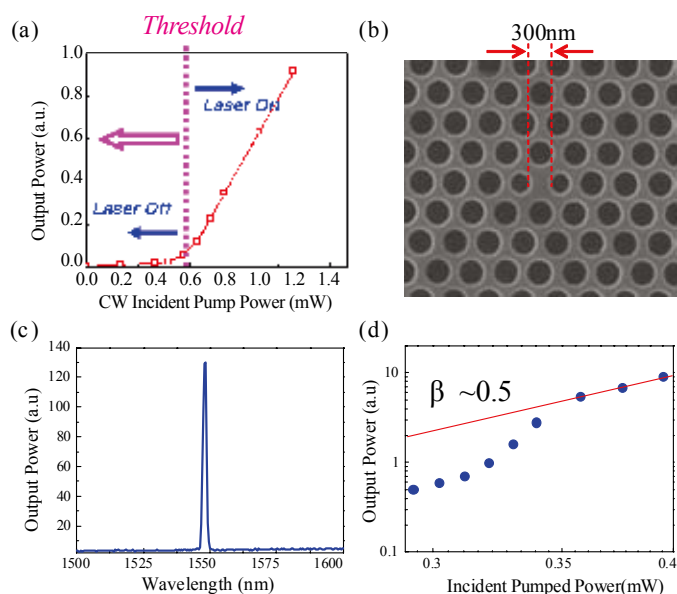 (a)
Threshold
1.0
0.8
0.6
0.4
0.2
0.0
Output Power (a.u.)
Laser Off
Laser Off
0.0 0.2 0.4 0.6 0.8 1.0 1.2 1.4
CW Incident Pump Power (mW)
(b)
300nm
(c)
140
120
100
80
60
40
20
Output Power (a.u)
1500 1525 1550 1575 1600
Wavelength (nm)
(d)
β ~0.5
10
1
0.1
Output Power (a.u)
0.3 0.35 0.4
Incident Pumped Power(mW)